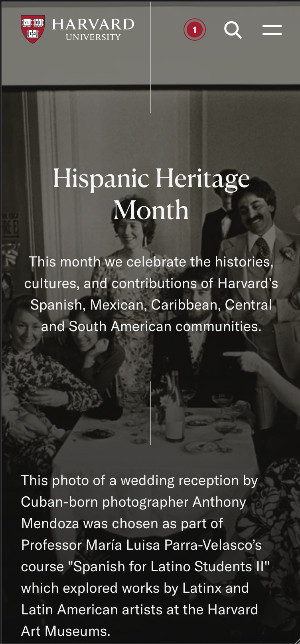 HARVARD
UNIVERSITY
1
Hispanic Heritage
Month
This month we celebrate the histories,
cultures, and contributions of Harvard's
Spanish, Mexican, Caribbean, Central
and South American communities.
This photo of a wedding reception by
Cuban-born photographer Anthony
Mendoza was chosen as part of
Professor María Luisa Parra-Velasco's
course "Spanish for Latino Students II"
which explored works by Latinx and
Latin American artists at the Harvard
Art Museums.